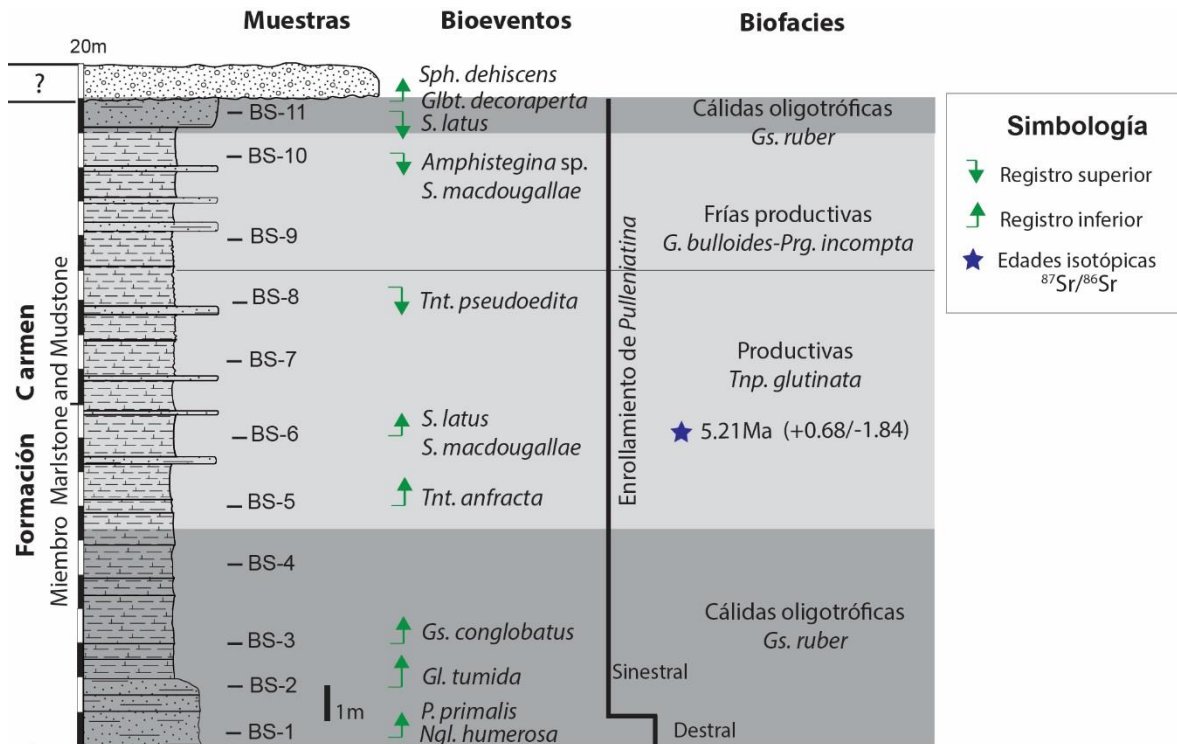 Muestras
Bioeventos
Biofacies
20m
?
Formación Carmen
Miembro Marlstone and Mudstone
BS-11
BS-10
BS-9
BS-8
BS-7
BS-6
BS-5
BS-4
BS-3
BS-2
BS-1
1m
Sph. dehiscens
Glbt. decoraperta
S. latus
Amphistegina sp.
S. macdougallae
Tnt. pseudoedita
S. latus
S. macdougallae
Tnt. anfracta
Gs. conglobatus
Gl. tumida
P. primalis
Ngl. humerosa
Enrollamiento de Pulleniatina
Sinestral
Destral
Cálidas oligotróficas
Gs. ruber
Frías productivas
G. bulloides-Prg. incompta
Productivas
Tnp. glutinata
5.21Ma (+0.68/-1.84)
Cálidas oligotróficas
Gs. ruber
Simbología
Registro superior
Registro inferior
Edades isotópicas
⁸⁷Sr/⁸⁶Sr